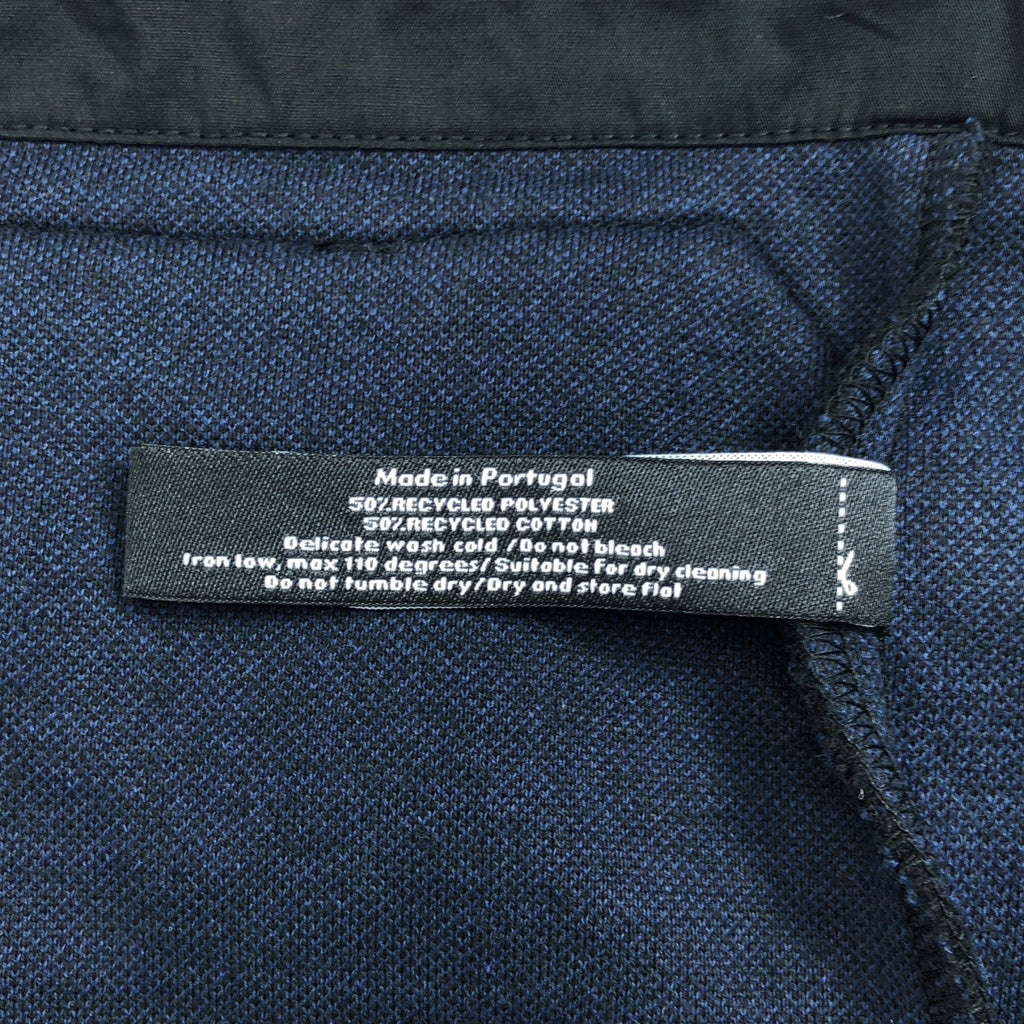 Made in Portugal
50% RECYCLED POLYESTER
50% RECYCLED COTTON
Delicate wash cold /Do not bleach
Iron low, max 110 degrees/ Suitable for dry cleaning
Do not tumble dry/Dry and store flat